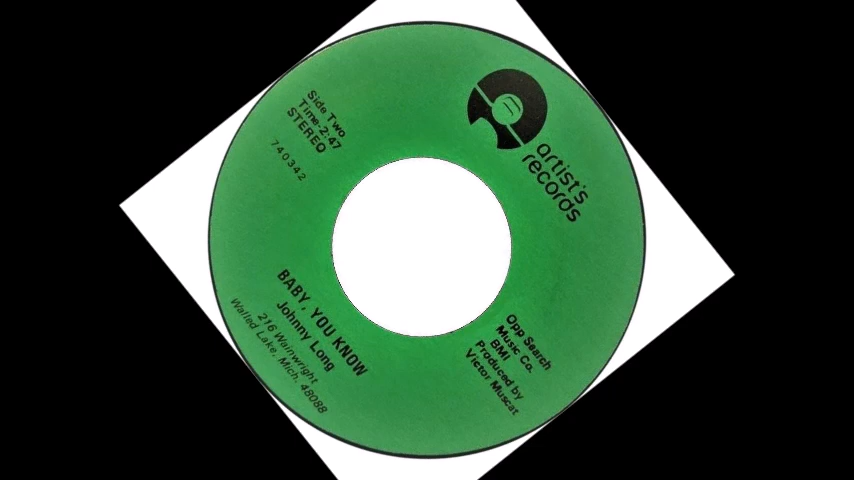 artist's
records
Side Two
Time-2:47
STEREO
740342
Opp Search
Music Co.
BMI
Produced by
Victor Muscat
BABY, YOU KNOW
Johnny Long
216 Wainwright
Walled Lake, Mich. 48088